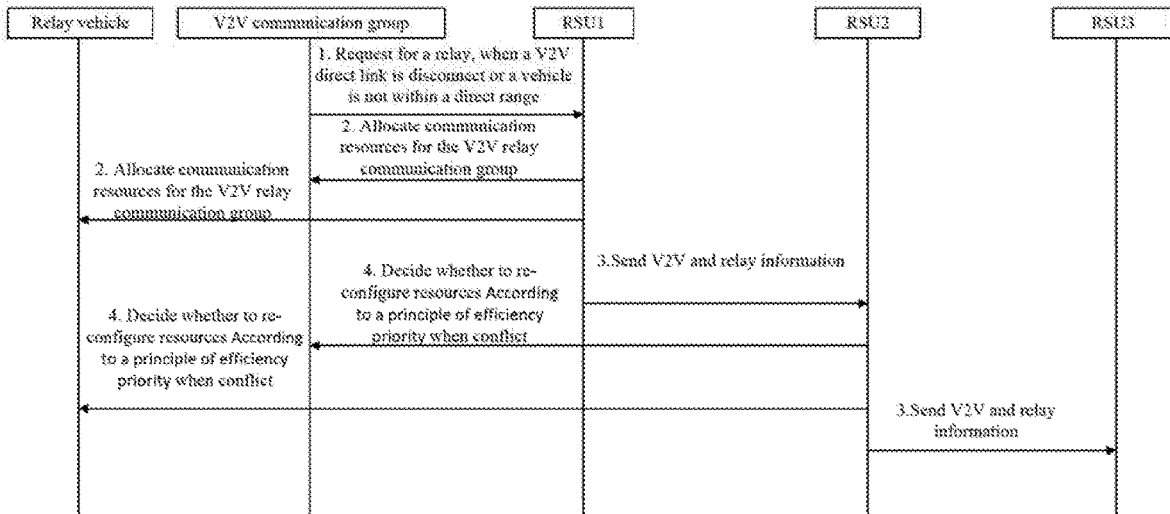 Relay vehicle
V2V communication group
RSU1
RSU2
RSU3
1. Request for a relay, when a V2V
direct link is disconnect or a vehicle
is not within a direct range
2. Allocate communication
resources for the V2V relay
communication group
2. Allocate communication
resources for the V2V relay
communication group
3.Send V2V and relay information
4. Decide whether to re-
configure resources According
to a principle of efficiency
priority when conflict
4. Decide whether to re-
configure resources According
to a principle of efficiency
priority when conflict
3.Send V2V and relay
information